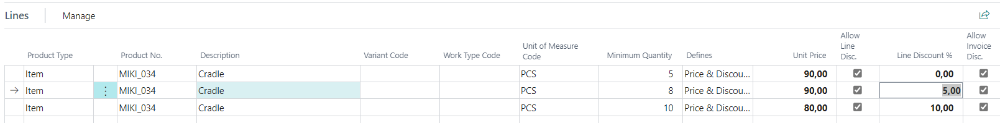 Lines Manage
Product Type Product No. Description Variant Code Work Type Code Unit of Measure Code Minimum Quantity Defines Unit Price Allow Line Disc. Line Discount % Allow Invoice Disc.
Item MIKI_034 Cradle PCS 5 Price & Discou... 90,00 0,00
Item MIKI_034 Cradle PCS 8 Price & Discou... 90,00 5,00
Item MIKI_034 Cradle PCS 10 Price & Discou... 80,00 10,00